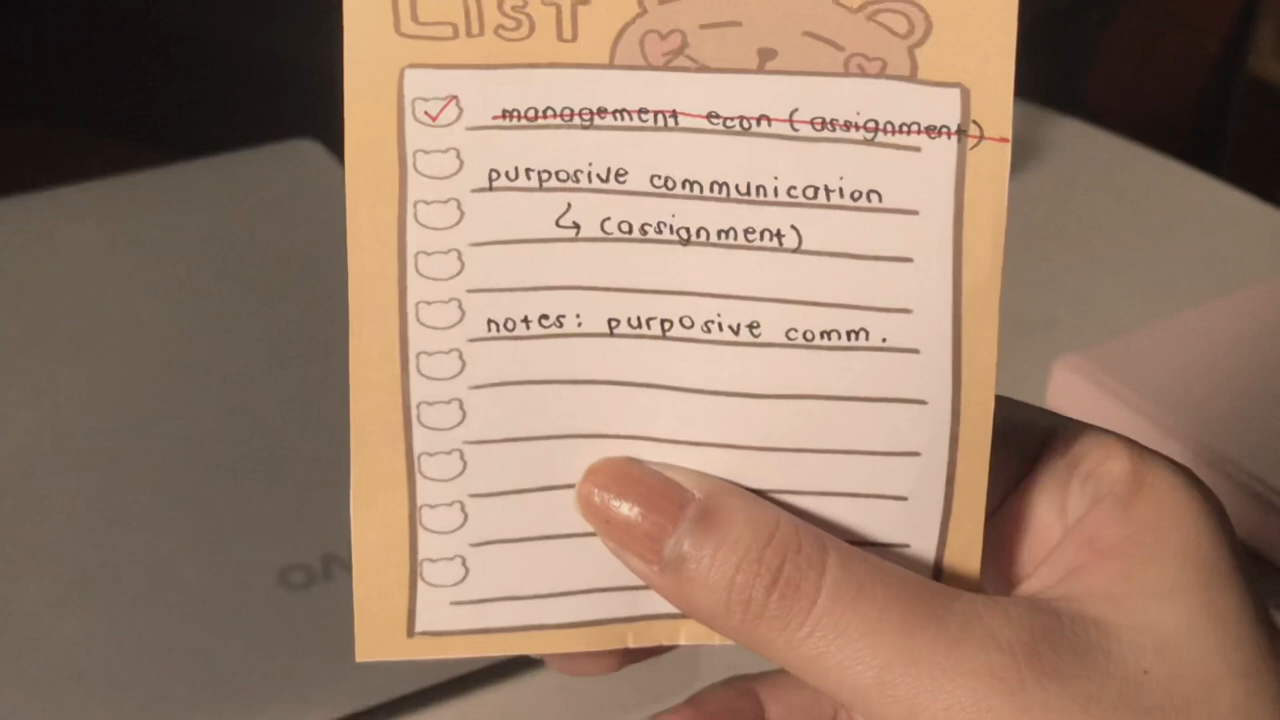 LIST
management econ (assignment)
purposive communication
↳ (assignment)
notes: purposive comm.